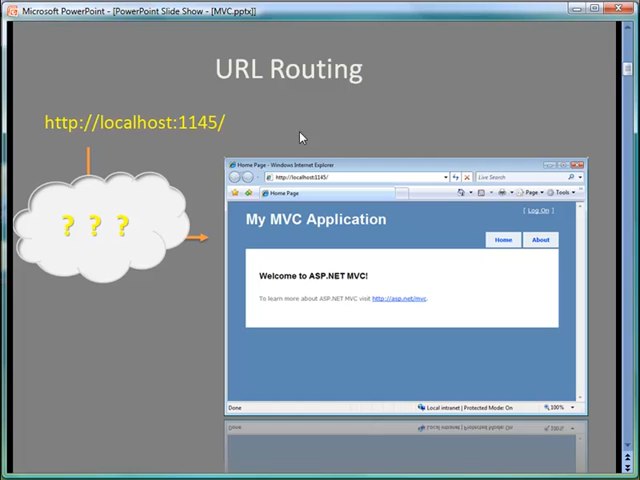 Microsoft PowerPoint - [PowerPoint Slide Show - [MVC.pptx]]
URL Routing
http://localhost:1145/
? ? ?
Home Page - Windows Internet Explorer
http://localhost:1145/
Live Search
Home Page
Page
Tools
My MVC Application
[ Log On ]
Home
About
Welcome to ASP.NET MVC!
To learn more about ASP.NET MVC visit http://asp.net/mvc.
Done
Local intranet | Protected Mode: On
100%